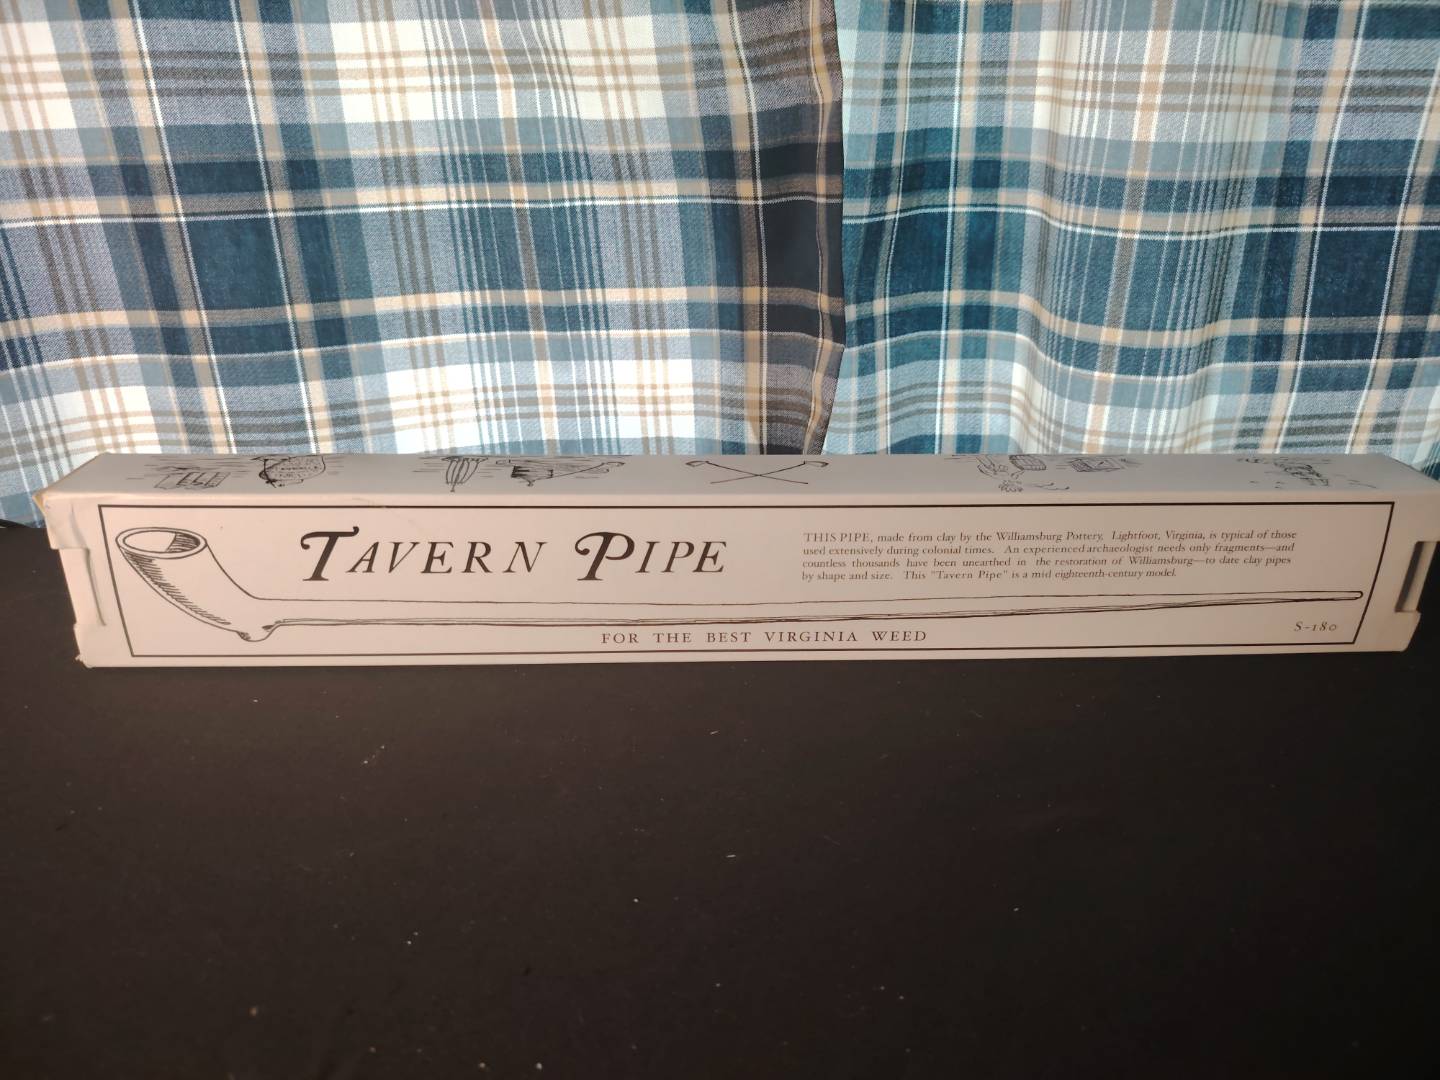 TAVERN PIPE
THIS PIPE, made from clay by the Williamsburg Pottery, Lightfoot, Virginia, is typical of those
used extensively during colonial times. An experienced archaeologist needs only fragments—and
countless thousands have been unearthed in the restoration of Williamsburg—to date clay pipes
by shape and size. This "Tavern Pipe" is a mid eighteenth-century model.
FOR THE BEST VIRGINIA WEED
S-180